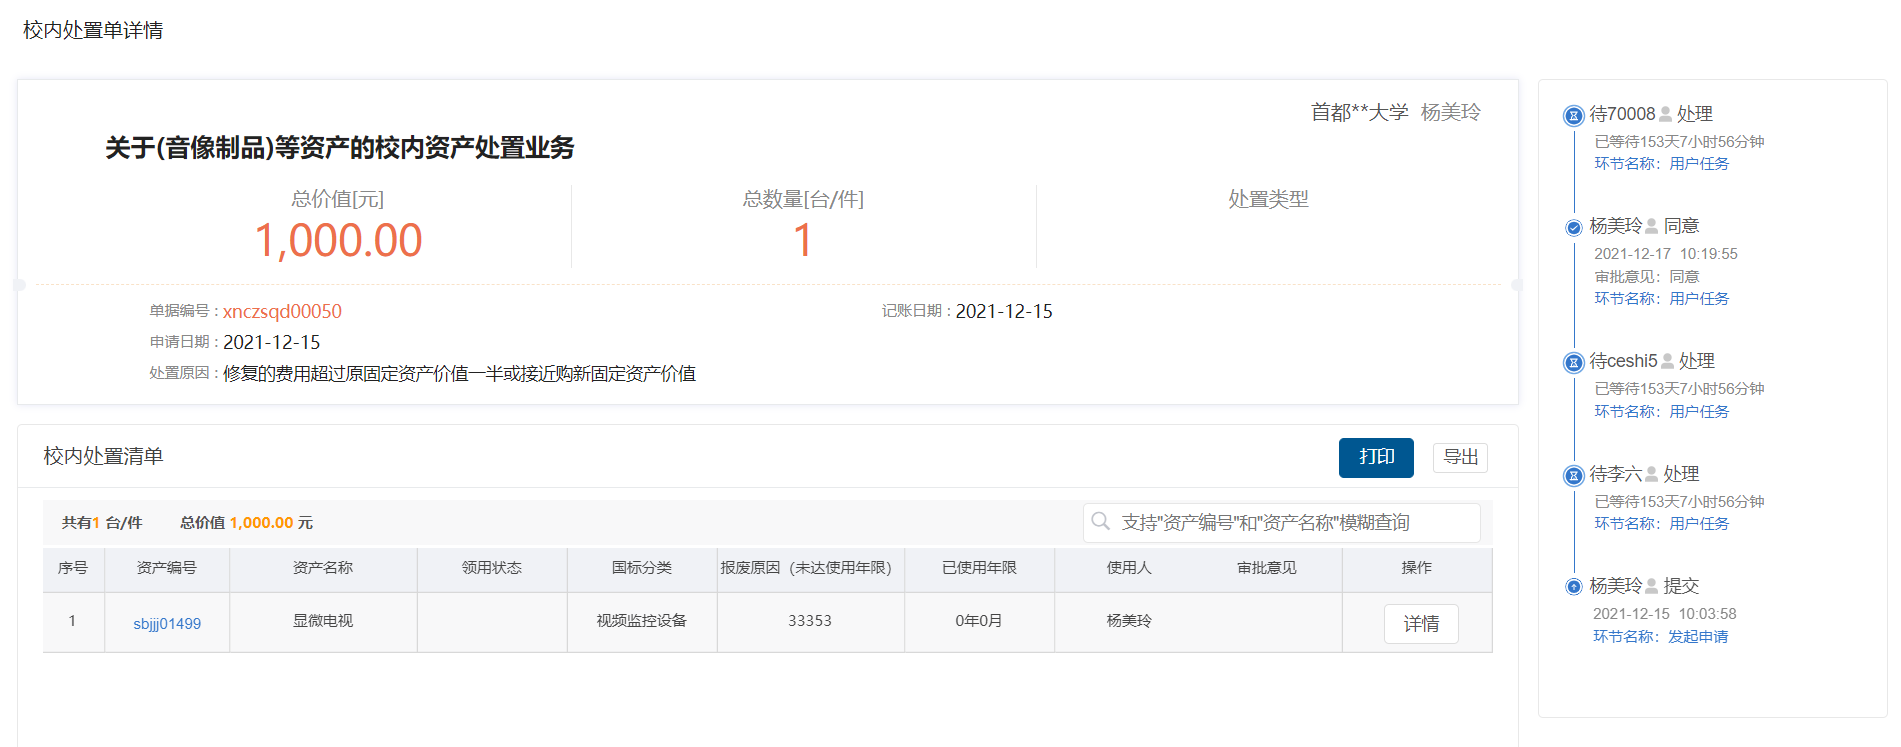 校内处置单详情
首都**大学 杨美玲
关于(音像制品)等资产的校内资产处置业务
总价值[元] 总数量[台/件] 处置类型
1,000.00 1
单据编号 : xnczsqd00050 记账日期 : 2021-12-15
申请日期 : 2021-12-15
处置原因 : 修复的费用超过原固定资产价值一半或接近购新固定资产价值
校内处置清单 打印 导出
共有1 台/件 总价值 1,000.00 元 支持"资产编号"和"资产名称"模糊查询
序号 资产编号 资产名称 领用状态 国标分类 报废原因（未达使用年限） 已使用年限 使用人 审批意见 操作
1 sbjjj01499 显微电视 视频监控设备 33353 0年0月 杨美玲 详情
待70008 处理
已等待153天7小时56分钟
环节名称：用户任务
杨美玲 同意
2021-12-17 10:19:55
审批意见：同意
环节名称：用户任务
待ceshi5 处理
已等待153天7小时56分钟
环节名称：用户任务
待李六 处理
已等待153天7小时56分钟
环节名称：用户任务
杨美玲 提交
2021-12-15 10:03:58
环节名称：发起申请